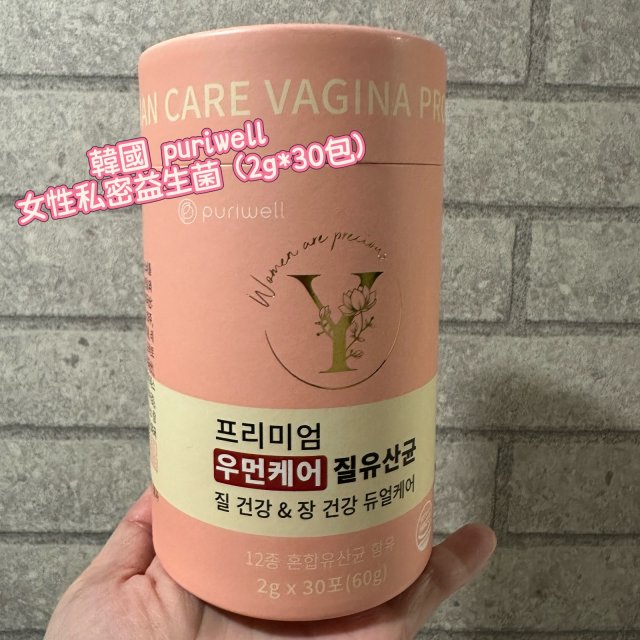 AN CARE VAGINA PR
韓國 puriwell
女性私密益生菌（2g*30包）
puriwell
Women are precious
Y
프리미엄
우먼케어 질유산균
질 건강 & 장 건강 듀얼케어
12종 혼합유산균 함유
2g x 30포(60g)